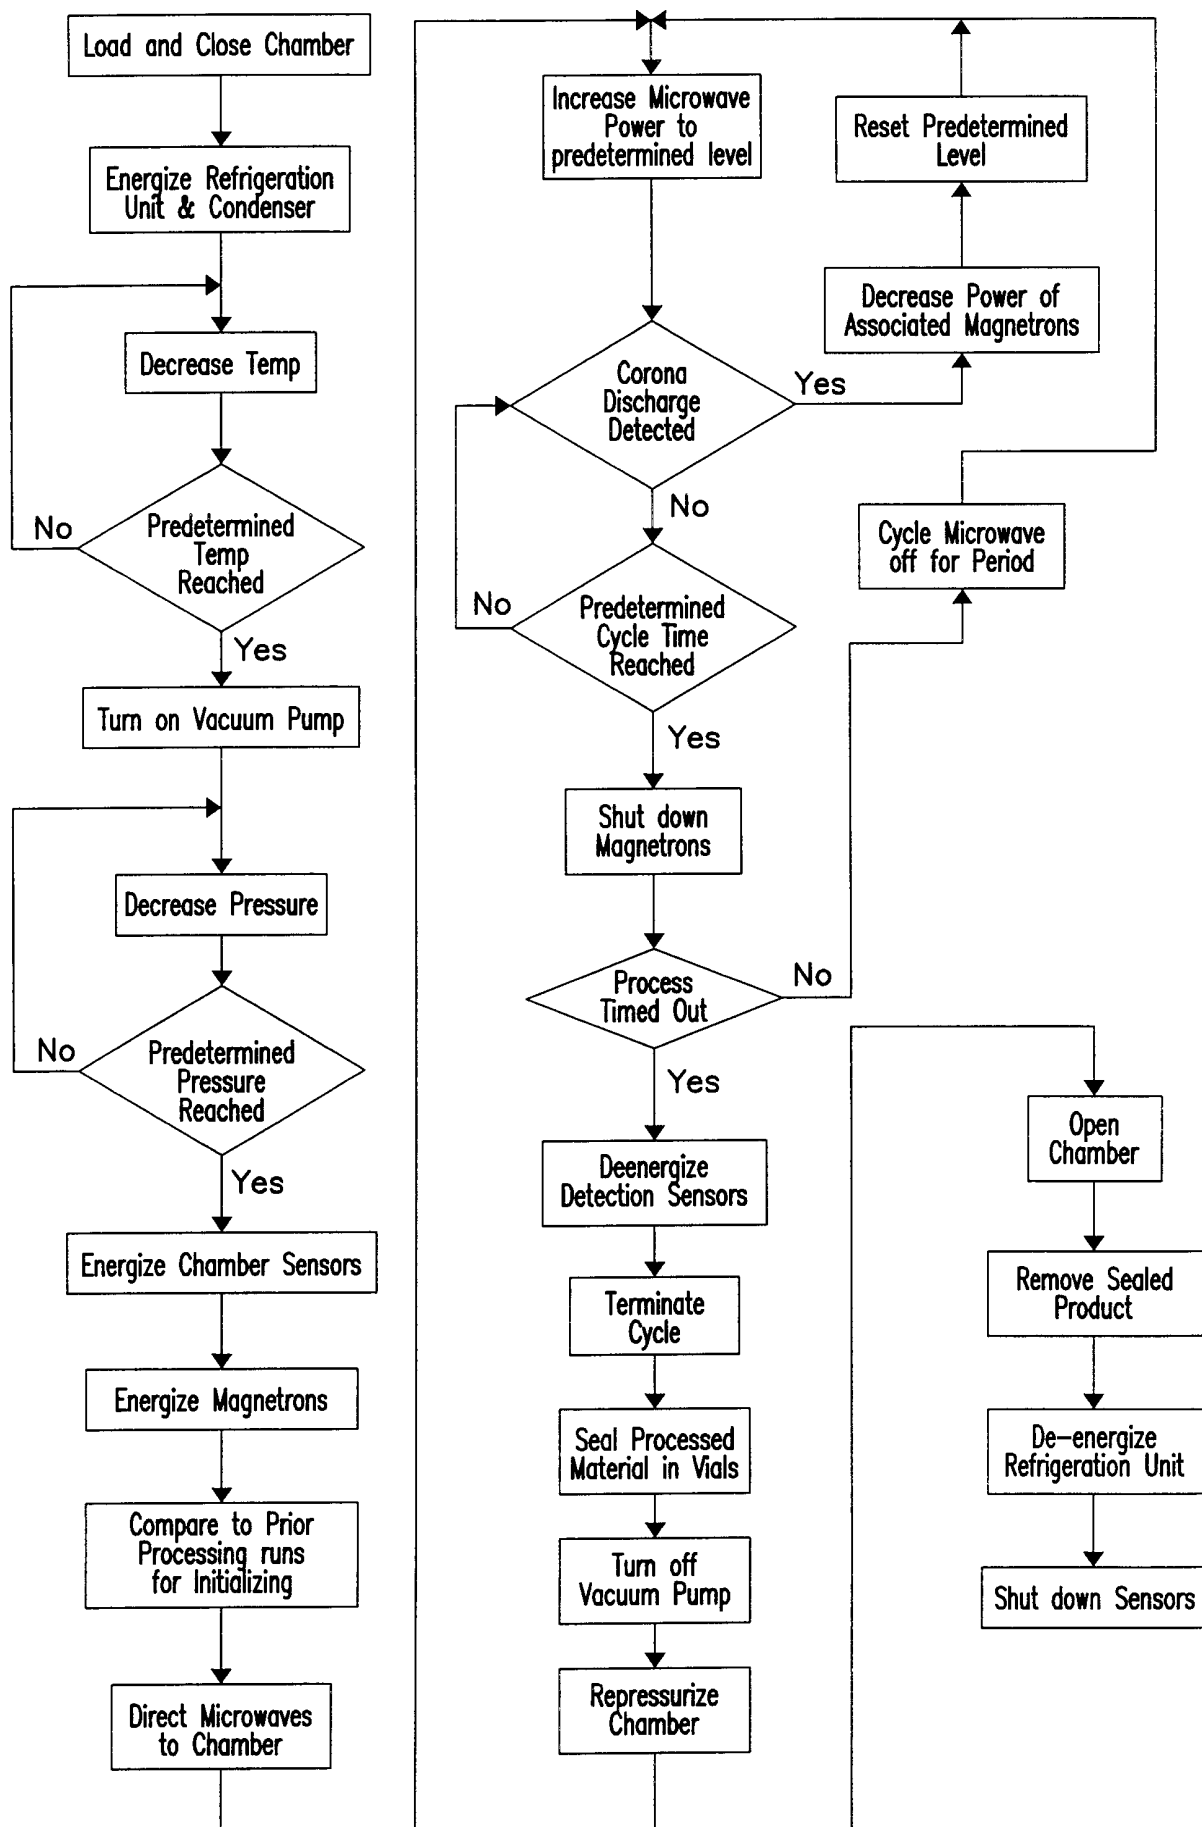 Load and Close Chamber
Energize Refrigeration
Unit & Condenser
Decrease Temp
No
Predetermined
Temp
Reached
Yes
Turn on Vacuum Pump
Decrease Pressure
No
Predetermined
Pressure
Reached
Yes
Energize Chamber Sensors
Energize Magnetrons
Compare to Prior
Processing runs
for Initializing
Direct Microwaves
to Chamber
Increase Microwave
Power to
predetermined level
Corona
Discharge
Detected
Yes
No
Predetermined
Cycle Time
Reached
No
Yes
Shut down
Magnetrons
Process
Timed Out
No
Yes
Deenergize
Detection Sensors
Terminate
Cycle
Seal Processed
Material in Vials
Turn off
Vacuum Pump
Repressurize
Chamber
Reset Predetermined
Level
Decrease Power of
Associated Magnetrons
Cycle Microwave
off for Period
Open
Chamber
Remove Sealed
Product
De-energize
Refrigeration Unit
Shut down Sensors